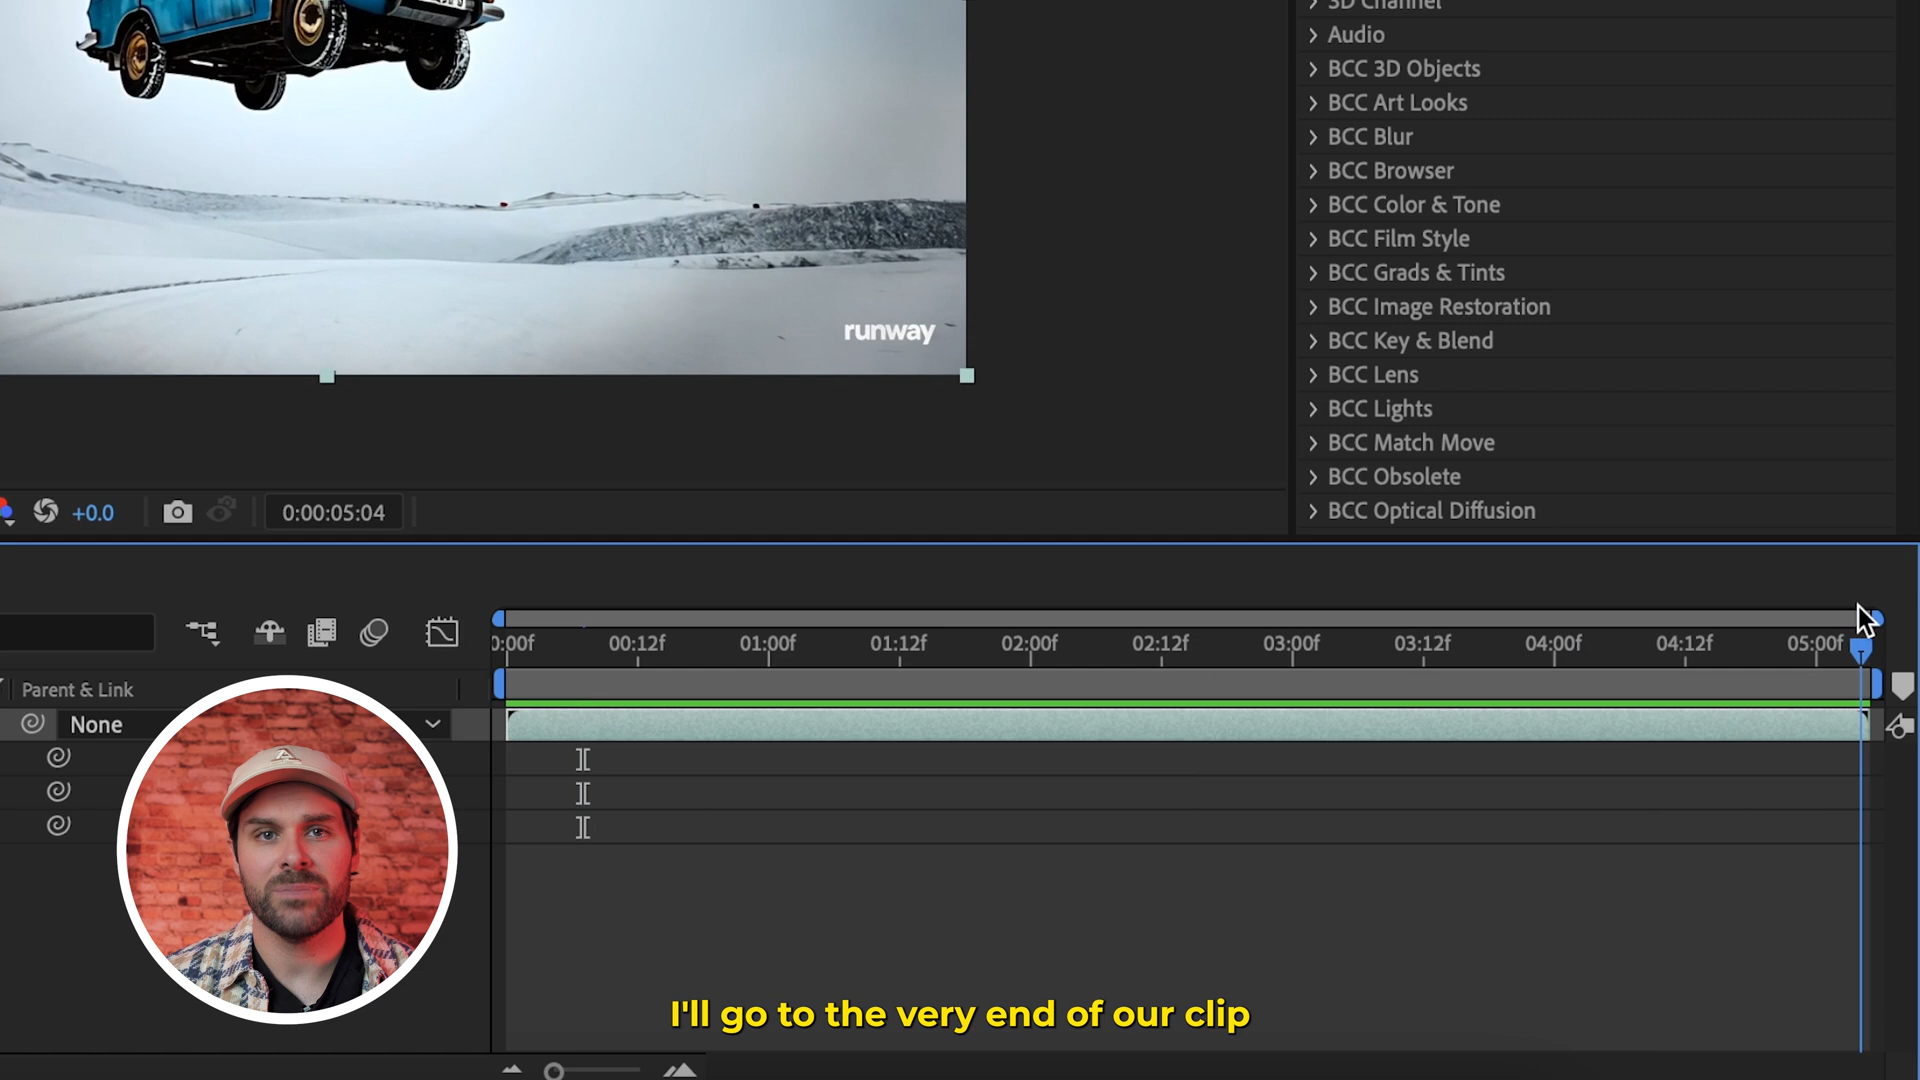 3D Channel
Audio
BCC 3D Objects
BCC Art Looks
BCC Blur
BCC Browser
BCC Color & Tone
BCC Film Style
BCC Grads & Tints
BCC Image Restoration
BCC Key & Blend
BCC Lens
BCC Lights
BCC Match Move
BCC Obsolete
BCC Optical Diffusion
runway
+0.0
0:00:05:04
0:00f 00:12f 01:00f 01:12f 02:00f 02:12f 03:00f 03:12f 04:00f 04:12f 05:00f
Parent & Link
None
A
I'll go to the very end of our clip